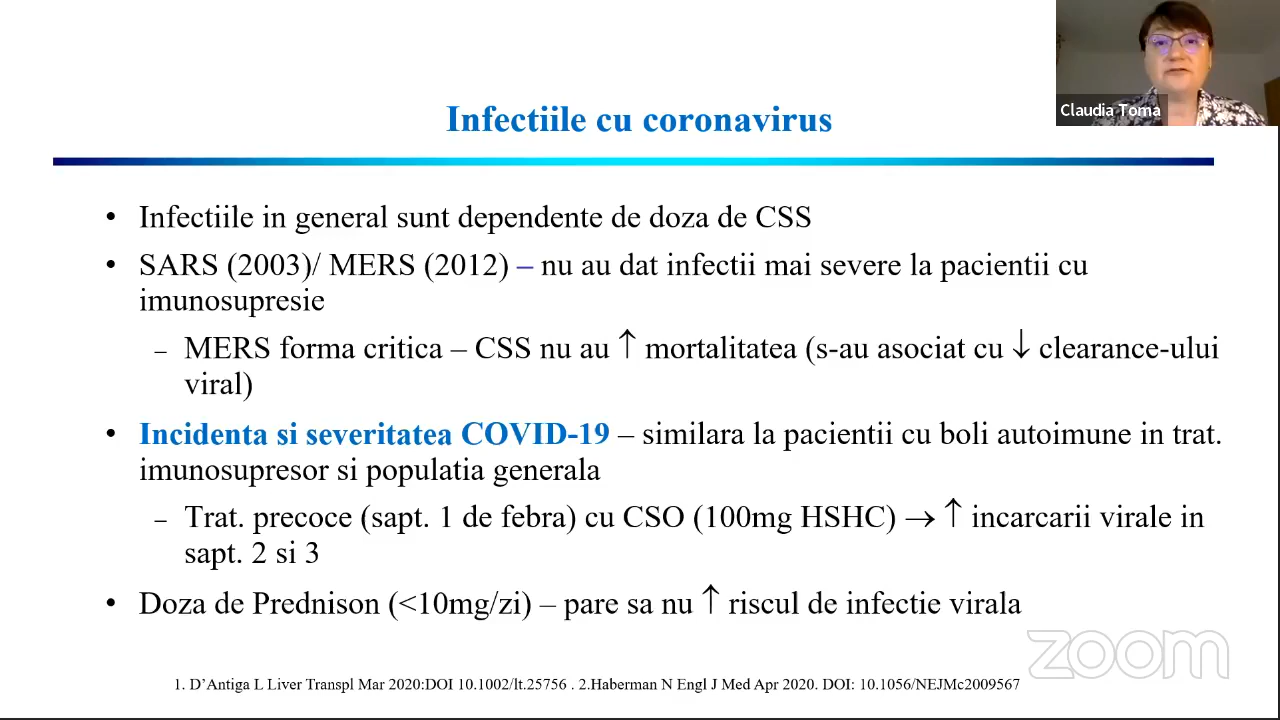 Claudia Toma
Infectiile cu coronavirus
• Infectiile in general sunt dependente de doza de CSS
• SARS (2003)/ MERS (2012) – nu au dat infectii mai severe la pacientii cu
imunosupresie
– MERS forma critica – CSS nu au ↑ mortalitatea (s-au asociat cu ↓ clearance-ului
viral)
• Incidenta si severitatea COVID-19 – similara la pacientii cu boli autoimune in trat.
imunosupresor si populatia generala
– Trat. precoce (sapt. 1 de febra) cu CSO (100mg HSHC) → ↑ incarcarii virale in
sapt. 2 si 3
• Doza de Prednison (<10mg/zi) – pare sa nu ↑ riscul de infectie virala
zoom
1. D’Antiga L Liver Transpl Mar 2020:DOI 10.1002/lt.25756 . 2.Haberman N Engl J Med Apr 2020. DOI: 10.1056/NEJMc2009567